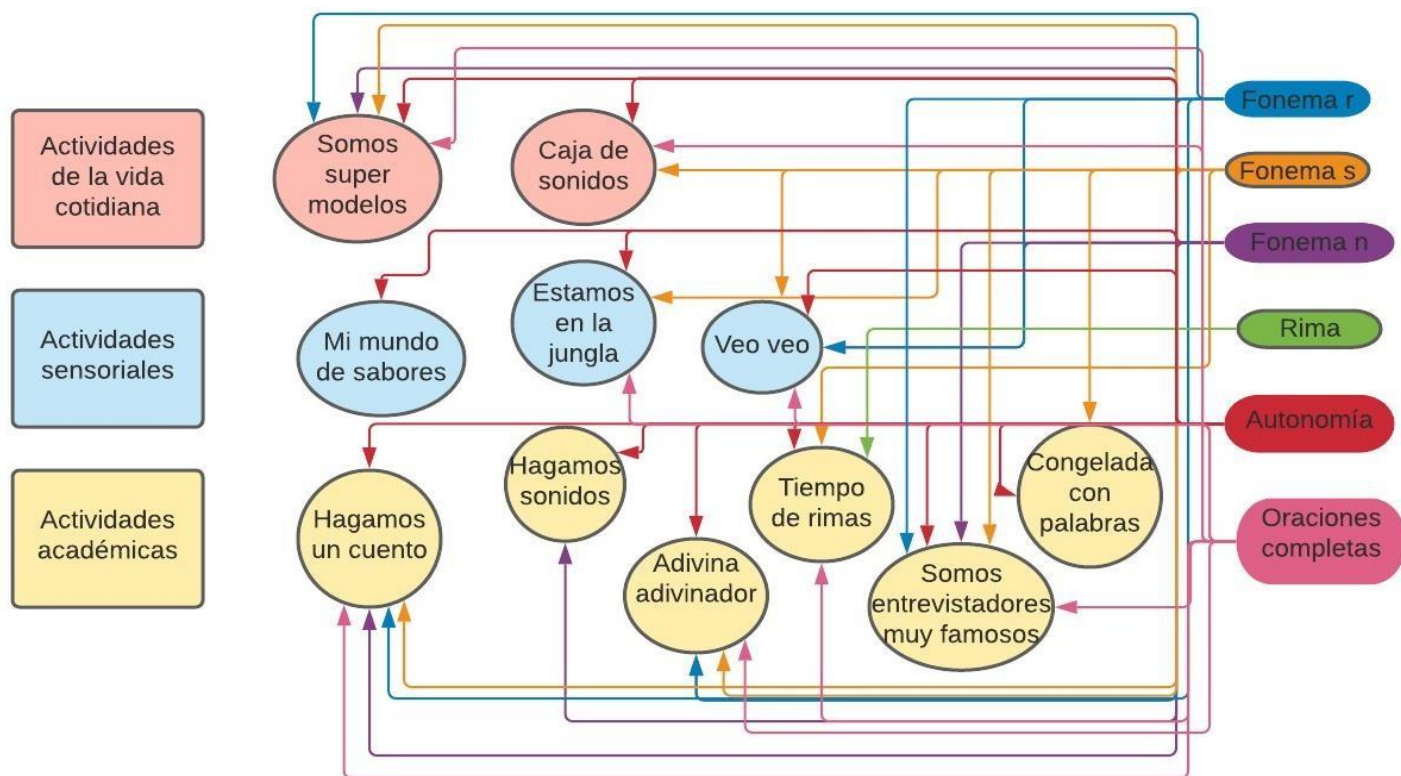 Actividades
de la vida
cotidiana
Actividades
sensoriales
Actividades
académicas
Somos
super
modelos
Caja de
sonidos
Mi mundo
de sabores
Estamos
en la
jungla
Veo veo
Hagamos
un cuento
Hagamos
sonidos
Adivina
adivinador
Tiempo
de rimas
Somos
entrevistadores
muy famosos
Congelada
con
palabras
Fonema r
Fonema s
Fonema n
Rima
Autonomía
Oraciones
completas